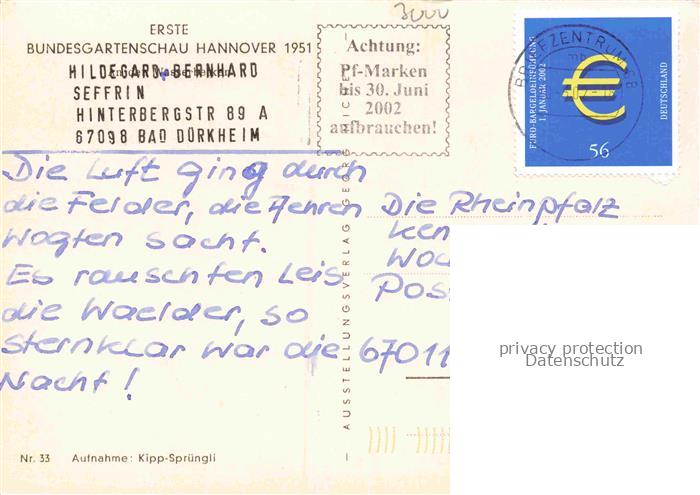 ERSTE
BUNDESGARTENSCHAU HANNOVER 1951
HILDEGARD BERNHARD
SEFFRIN
HINTERBERGSTR 89 A
67098 BAD DÜRKHEIM
3000
Achtung:
Pf-Marken
bis 30. Juni
2002
aufbrauchen!
BRIEFZENTRUM
EURO-BARGELDEINFÜHRUNG
1. JANUAR 2002
€
56
DEUTSCHLAND
Die Luft ging durch
die Felder, die Aehren
wogten sacht.
Es rauschten leis
die Waelder, so
sternklar war die
Nacht!
Die Rheinpfalz
67011
AUSSTELLUNGSVERLAG GEORG
privacy protection
Datenschutz
Nr. 33 Aufnahme: Kipp-Sprüngli